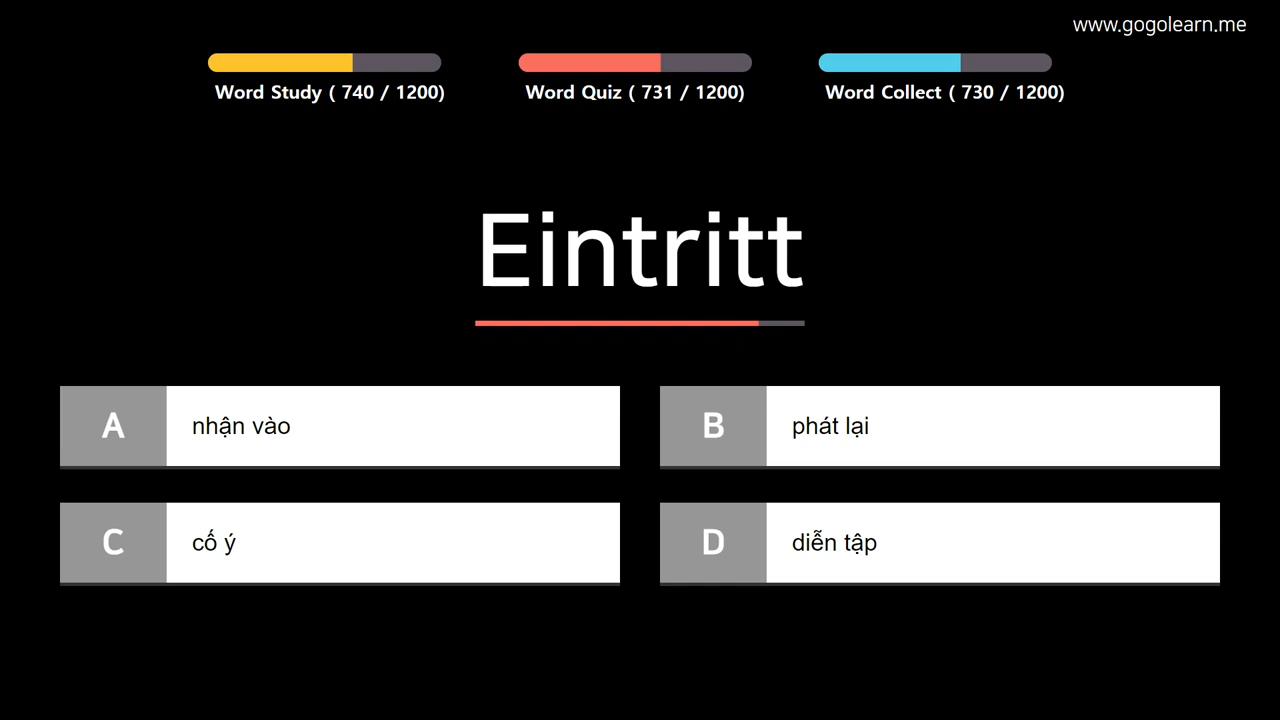 www.gogolearn.me
Word Study ( 740 / 1200)
Word Quiz ( 731 / 1200)
Word Collect ( 730 / 1200)
Eintritt
A nhận vào
B phát lại
C cố ý
D diễn tập